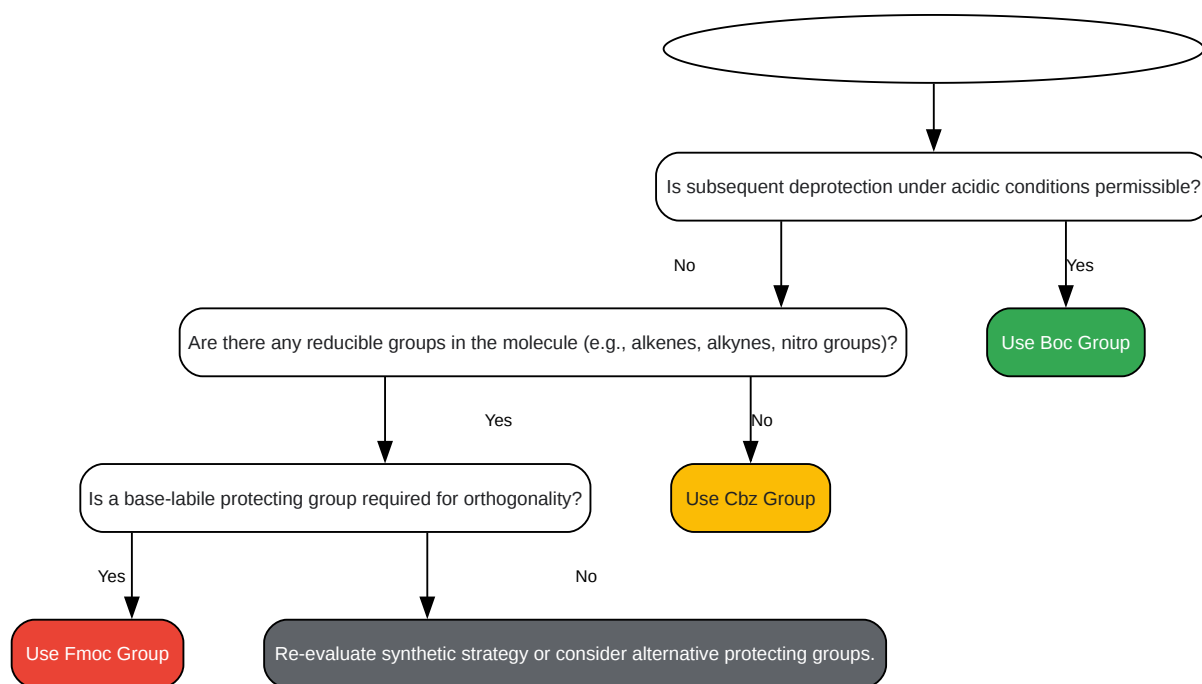 Is subsequent deprotection under acidic conditions permissible?
No
Yes
Are there any reducible groups in the molecule (e.g., alkenes, alkynes, nitro groups)?
Use Boc Group
Yes
No
Is a base-labile protecting group required for orthogonality?
Use Cbz Group
Yes
No
Use Fmoc Group
Re-evaluate synthetic strategy or consider alternative protecting groups.